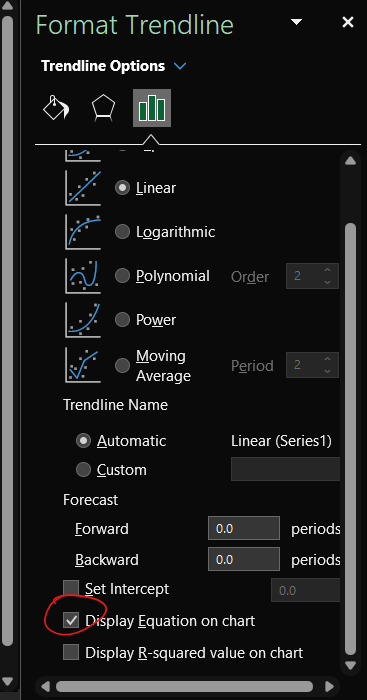 Format Trendline
Trendline Options
Linear
Logarithmic
Polynomial Order 2
Power
Moving Average Period 2
Trendline Name
Automatic Linear (Series1)
Custom
Forecast
Forward 0.0 periods
Backward 0.0 periods
Set Intercept 0.0
Display Equation on chart
Display R-squared value on chart